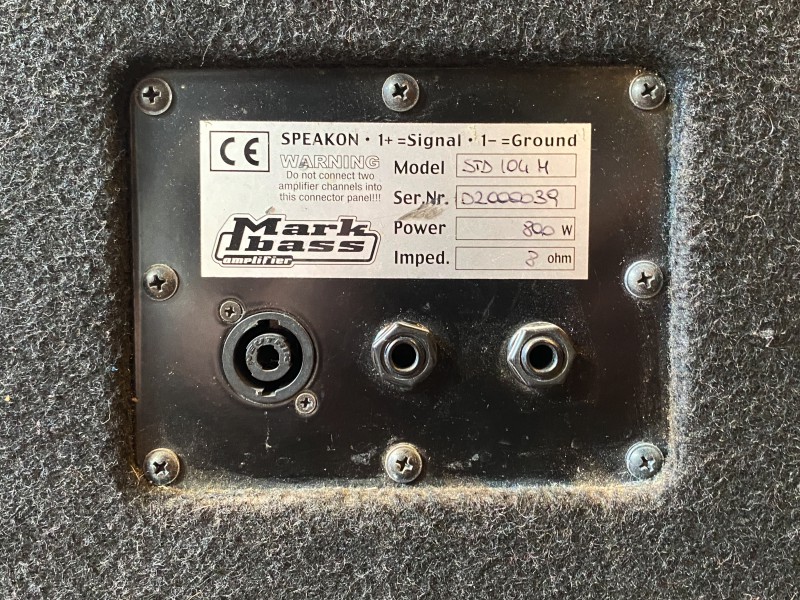 CE
SPEAKON · 1+ =Signal · 1- =Ground
WARNING
Do not connect two
amplifier channels into
this connector panel!!!
Model STD 104 H
Ser.Nr. D2000039
Power 800 W
Imped. 8 ohm
Mark
bass
amplifier